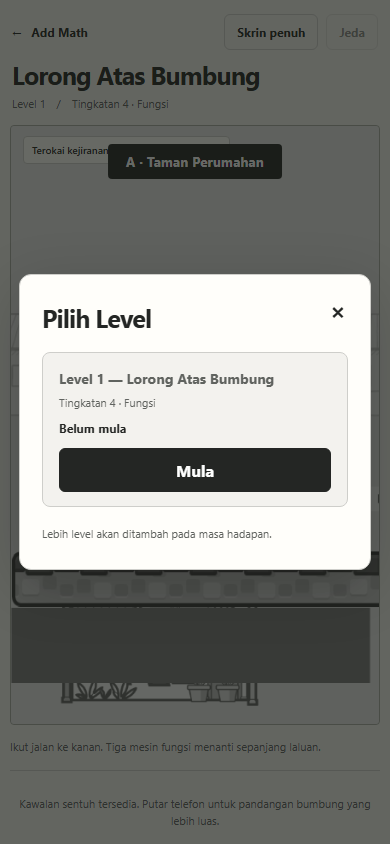 ← Add Math
Skrin penuh
Jeda
Lorong Atas Bumbung
Level 1 / Tingkatan 4 · Fungsi
Terokai kejiranan
A · Taman Perumahan
Pilih Level
×
Level 1 — Lorong Atas Bumbung
Tingkatan 4 · Fungsi
Belum mula
Mula
Lebih level akan ditambah pada masa hadapan.
Ikut jalan ke kanan. Tiga mesin fungsi menanti sepanjang laluan.
Kawalan sentuh tersedia. Putar telefon untuk pandangan bumbung yang
lebih luas.